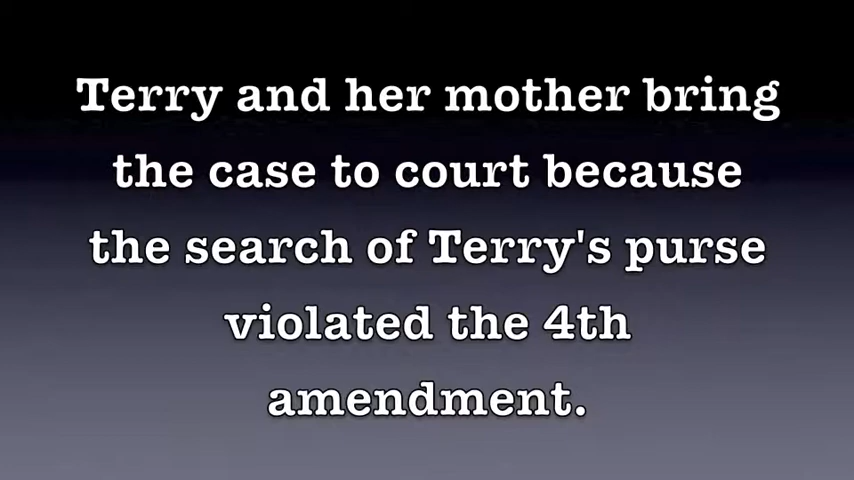 Terry and her mother bring
the case to court because
the search of Terry's purse
violated the 4th
amendment.